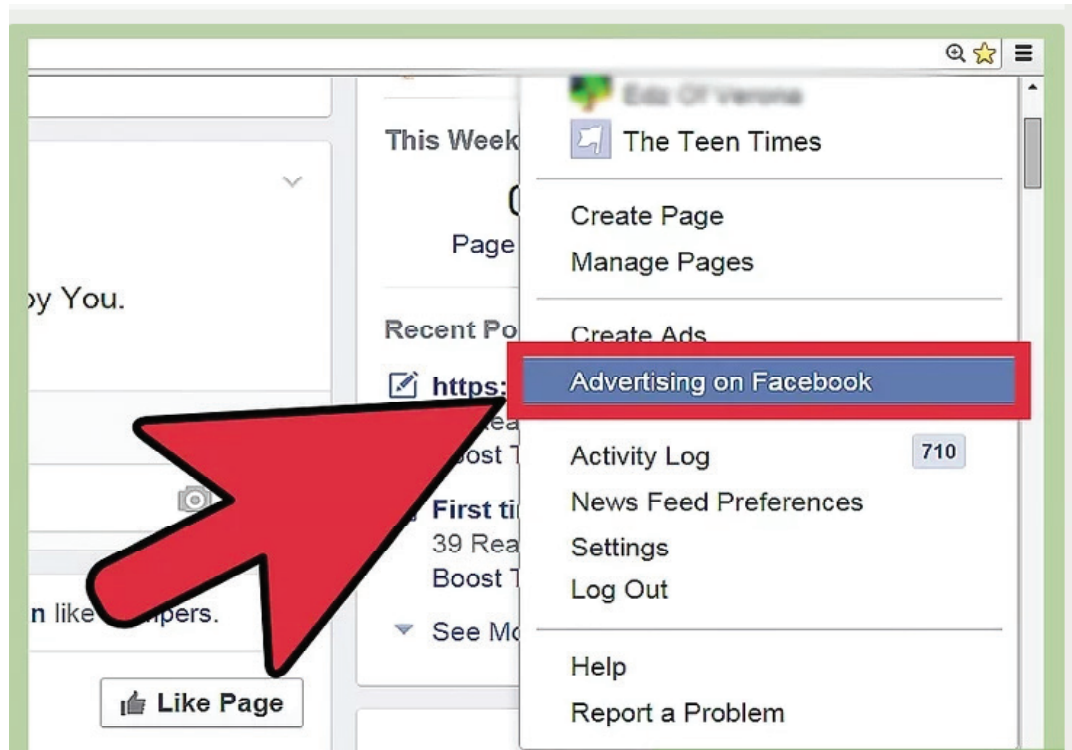 This Week
Page
by You.
Recent Po
https:
Boost T
First ti
39 Rea
Boost T
n like
pers.
See Mo
Like Page
The Teen Times
Create Page
Manage Pages
Create Ads
Advertising on Facebook
Activity Log
710
News Feed Preferences
Settings
Log Out
Help
Report a Problem